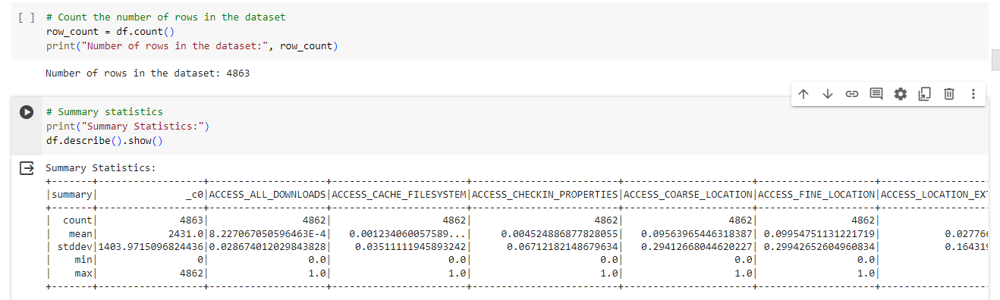 [ ] # Count the number of rows in the dataset
row_count = df.count()
print("Number of rows in the dataset:", row_count)
Number of rows in the dataset: 4863
# Summary statistics
print("Summary Statistics:")
df.describe().show()
Summary Statistics:
+-------+------------------+--------------------+-----------------------+------------------------+----------------------+--------------------+------------------
|summary|               _c0|ACCESS_ALL_DOWNLOADS|ACCESS_CACHE_FILESYSTEM|ACCESS_CHECKIN_PROPERTIES|ACCESS_COARSE_LOCATION|ACCESS_FINE_LOCATION|ACCESS_LOCATION_EXT
+-------+------------------+--------------------+-----------------------+------------------------+----------------------+--------------------+------------------
|  count|              4863|                4862|                   4862|                    4862|                  4862|                4862|
|   mean|            2431.0|8.227067050596463E-4|   0.001234060057589...|    0.004524886877828055|   0.09563965446318387| 0.09954751131221719|           0.02776
| stddev|1403.9715096824436|0.028674012029843828|    0.03511111945893242|     0.06712182148679634|   0.29412668044620227| 0.29942652604960834|           0.164319
|    min|                 0|                 0.0|                    0.0|                     0.0|                   0.0|                 0.0|
|    max|              4862|                 1.0|                    1.0|                     1.0|                   1.0|                 1.0|
+-------+------------------+--------------------+-----------------------+------------------------+----------------------+--------------------+------------------